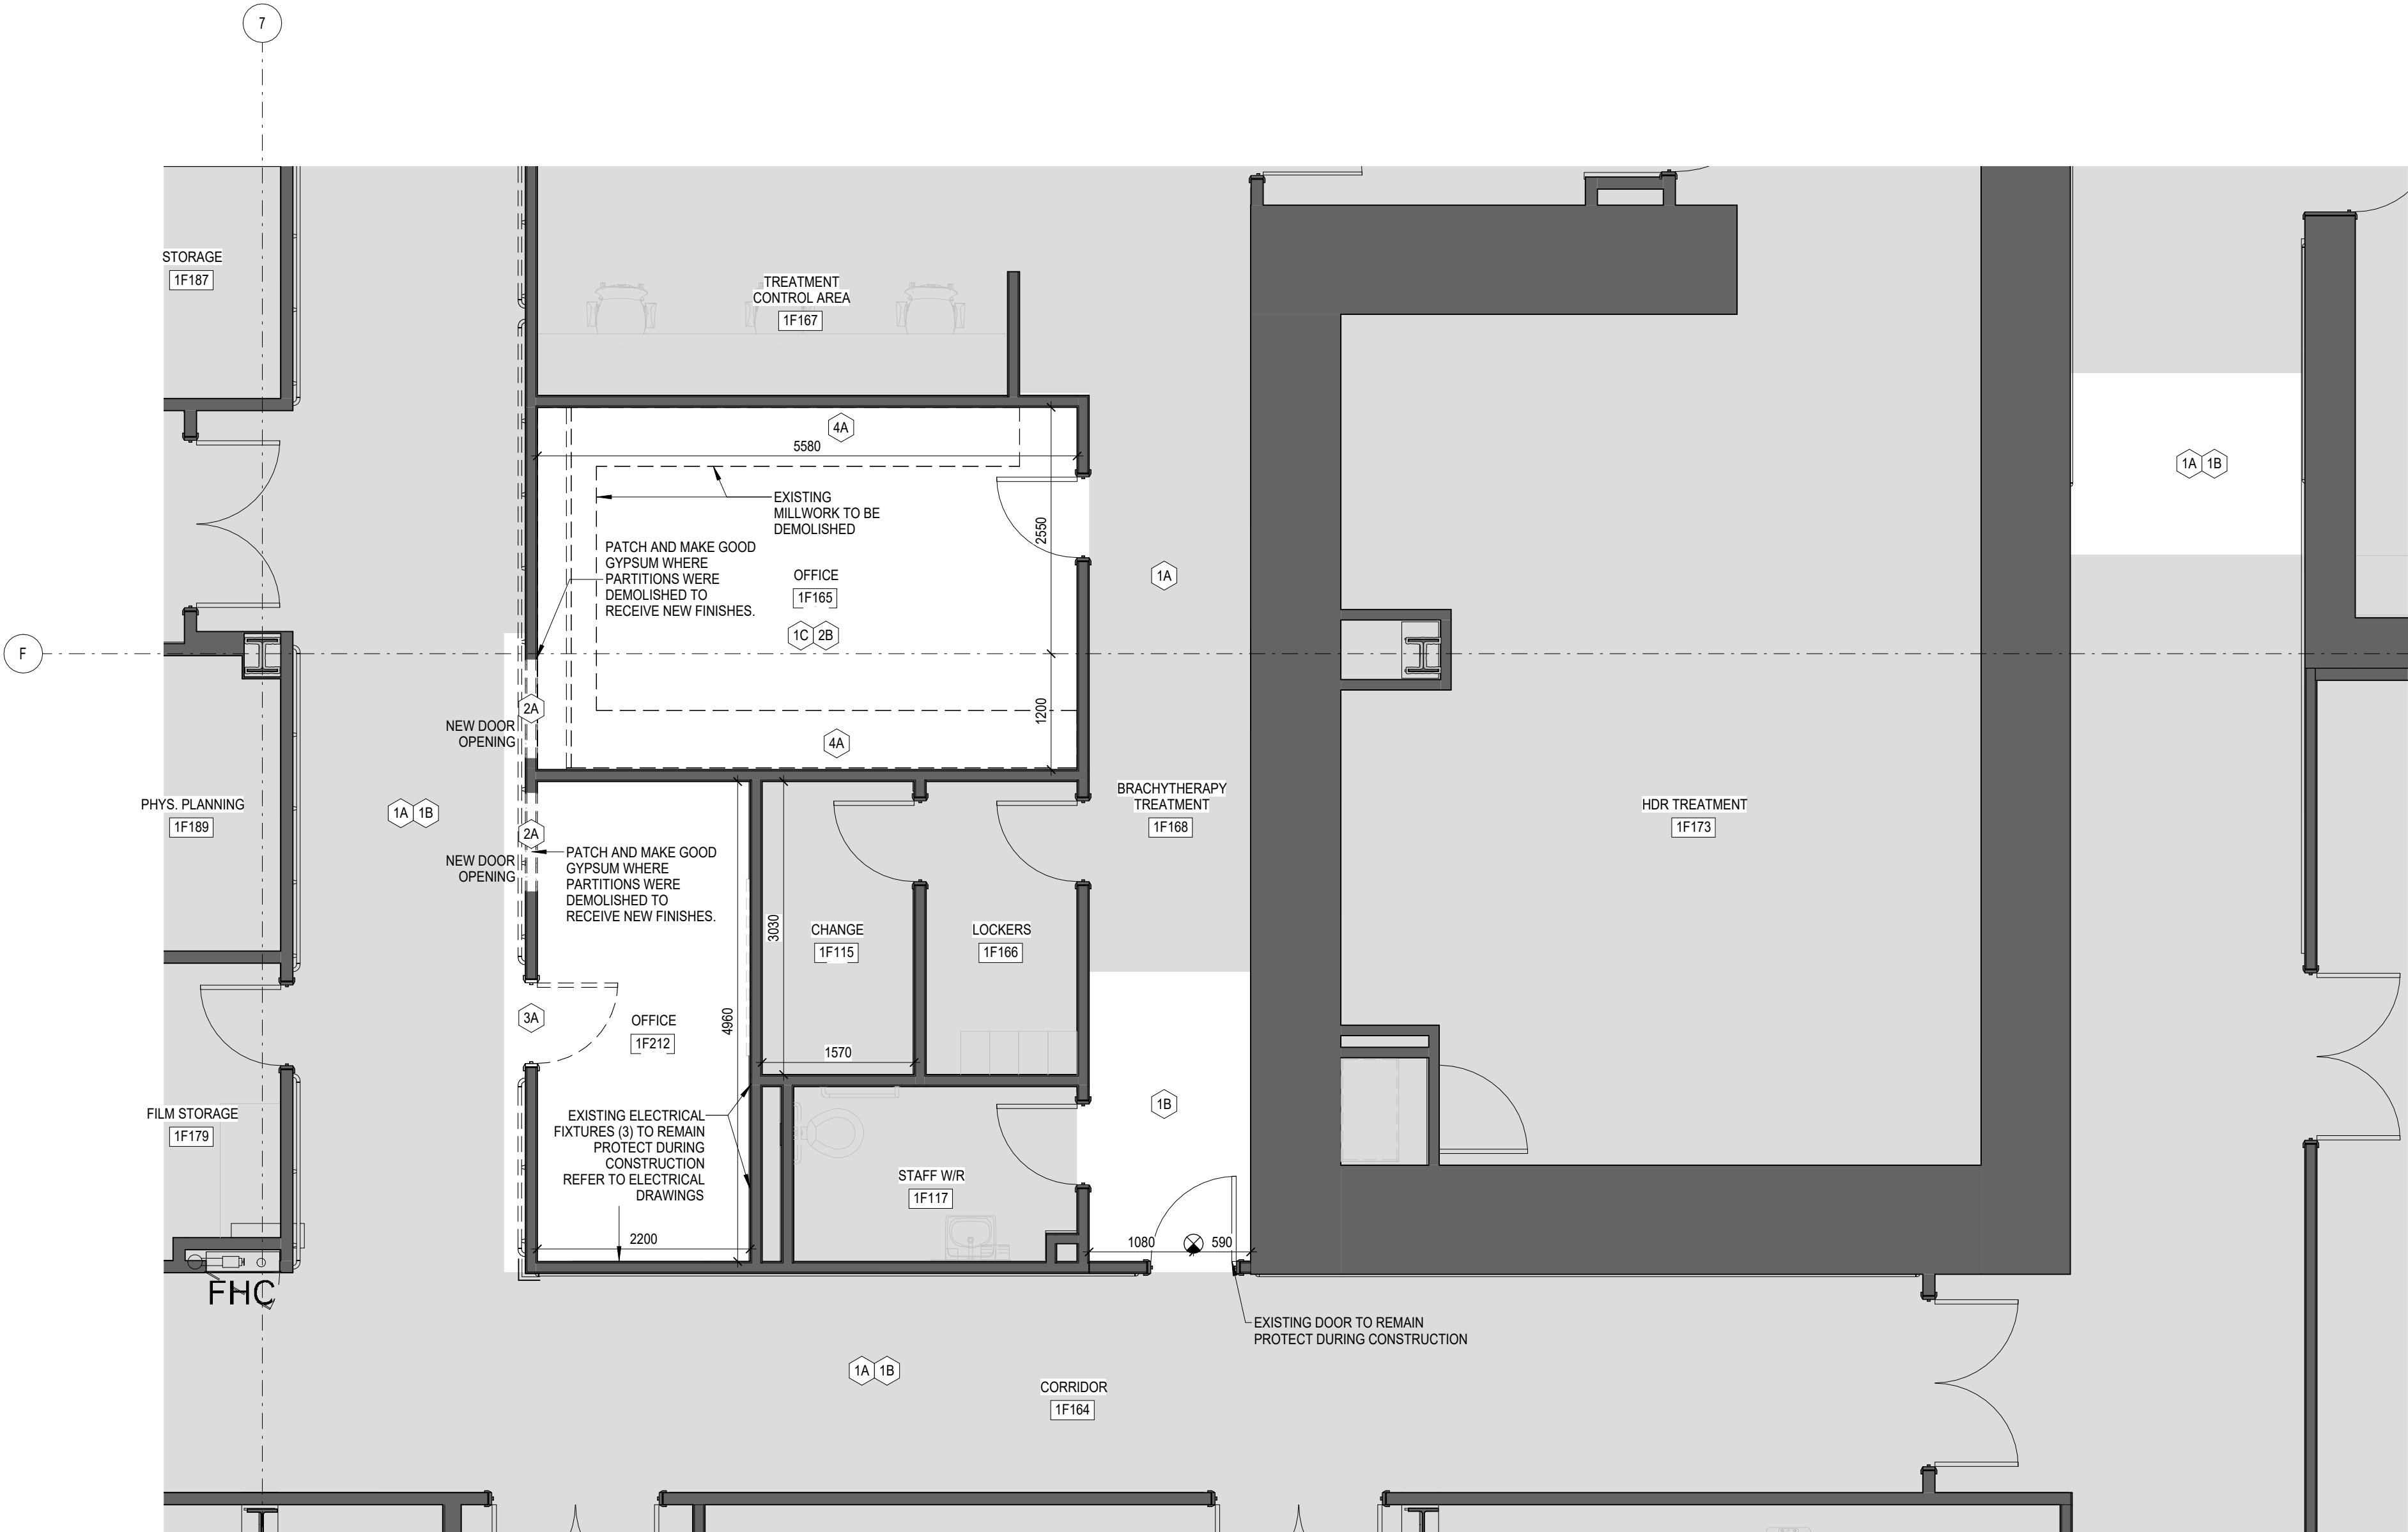 7
F
STORAGE
1F187
TREATMENT
CONTROL AREA
1F167
4A
5580
EXISTING
MILLWORK TO BE
DEMOLISHED
2550
PATCH AND MAKE GOOD
GYPSUM WHERE
PARTITIONS WERE
DEMOLISHED TO
RECEIVE NEW FINISHES.
OFFICE
1F165
1C 2B
1A
1A 1B
2A
NEW DOOR
OPENING
1200
4A
PHYS. PLANNING
1F189
1A 1B
2A
NEW DOOR
OPENING
PATCH AND MAKE GOOD
GYPSUM WHERE
PARTITIONS WERE
DEMOLISHED TO
RECEIVE NEW FINISHES.
BRACHYTHERAPY
TREATMENT
1F168
HDR TREATMENT
1F173
3030
CHANGE
1F115
LOCKERS
1F166
3A
OFFICE
1F212
4960
1570
FILM STORAGE
1F179
EXISTING ELECTRICAL
FIXTURES (3) TO REMAIN
PROTECT DURING
CONSTRUCTION
REFER TO ELECTRICAL
DRAWINGS
1B
STAFF W/R
1F117
2200
1080
590
FHC
EXISTING DOOR TO REMAIN
PROTECT DURING CONSTRUCTION
1A 1B
CORRIDOR
1F164